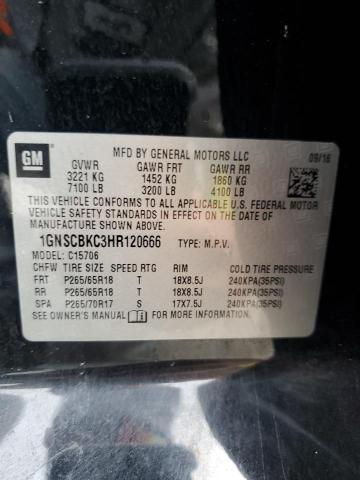 GM
MFD BY GENERAL MOTORS LLC
09/16
GVWR GAWR FRT GAWR RR
3221 KG 1452 KG 1860 KG
7100 LB 3200 LB 4100 LB
THIS VEHICLE CONFORMS TO ALL APPLICABLE U.S. FEDERAL MOTOR
VEHICLE SAFETY STANDARDS IN EFFECT ON THE DATE OF
MANUFACTURE SHOWN ABOVE.
1GNSCBKC3HR120666 TYPE: M.P.V.
MODEL: C15706
CHFW TIRE SIZE SPEED RTG RIM COLD TIRE PRESSURE
FRT P265/65R18 T 18X8.5J 240KPA(35PSI)
RR P265/65R18 T 18X8.5J 240KPA(35PSI)
SPA P265/70R17 S 17X7.5J 240KPA(35PSI)
SEE OWNER'S MANUAL FOR MORE INFORMATION.